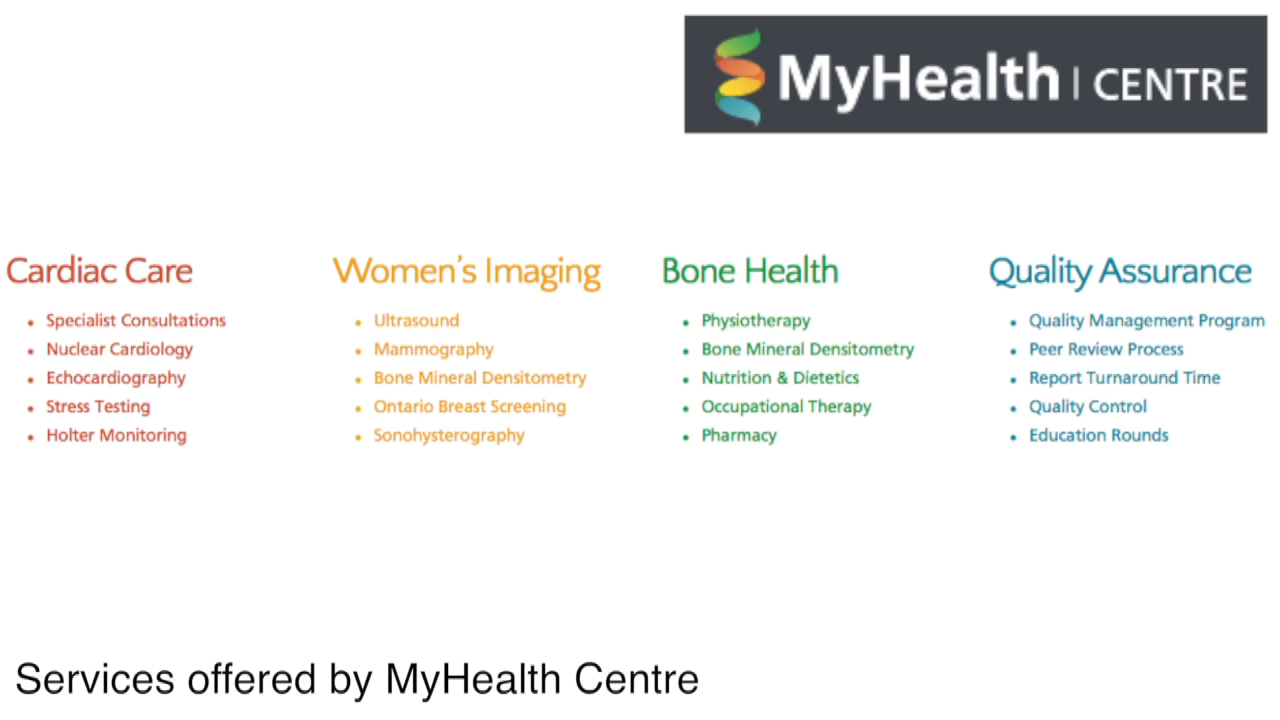 MyHealth | CENTRE
Cardiac Care
• Specialist Consultations
• Nuclear Cardiology
• Echocardiography
• Stress Testing
• Holter Monitoring
Women's Imaging
• Ultrasound
• Mammography
• Bone Mineral Densitometry
• Ontario Breast Screening
• Sonohysterography
Bone Health
• Physiotherapy
• Bone Mineral Densitometry
• Nutrition & Dietetics
• Occupational Therapy
• Pharmacy
Quality Assurance
• Quality Management Program
• Peer Review Process
• Report Turnaround Time
• Quality Control
• Education Rounds
Services offered by MyHealth Centre